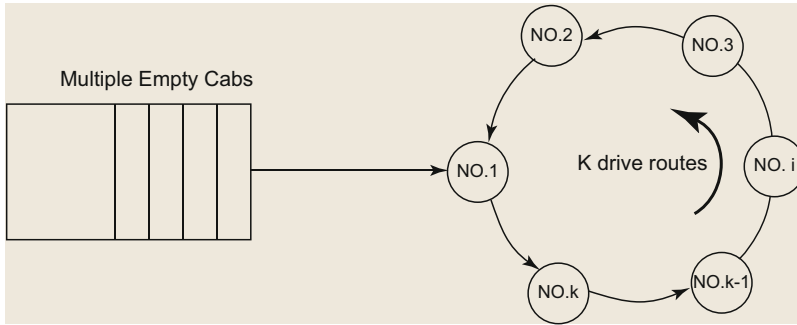 Multiple Empty Cabs
NO.2
NO.3
NO.1
K drive routes
NO. i
NO.k
NO.k-1